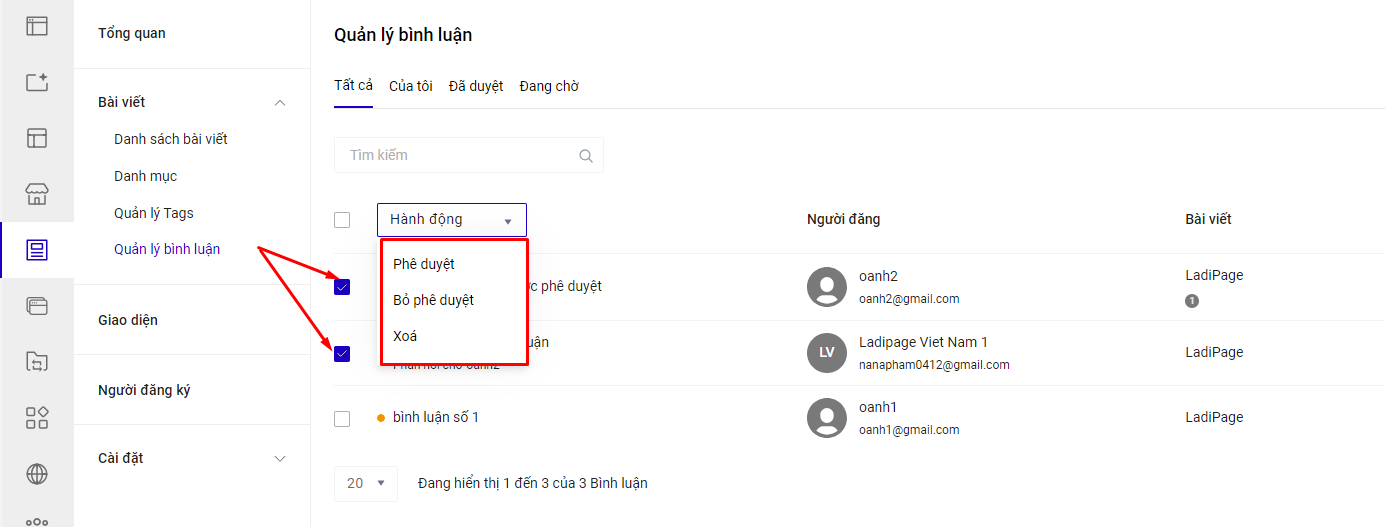 Tổng quan
Bài viết
Danh sách bài viết
Danh mục
Quản lý Tags
Quản lý bình luận
Giao diện
Người đăng ký
Cài đặt
Quản lý bình luận
Tất cả Của tôi Đã duyệt Đang chờ
Tìm kiếm
Hành động Người đăng Bài viết
Phê duyệt
Bỏ phê duyệt
Xoá
phê duyệt
oanh2
oanh2@gmail.com
LadiPage
1
LV
Ladipage Viet Nam 1
nanapham0412@gmail.com
LadiPage
bình luận số 1
oanh1
oanh1@gmail.com
LadiPage
20 Đang hiển thị 1 đến 3 của 3 Bình luận